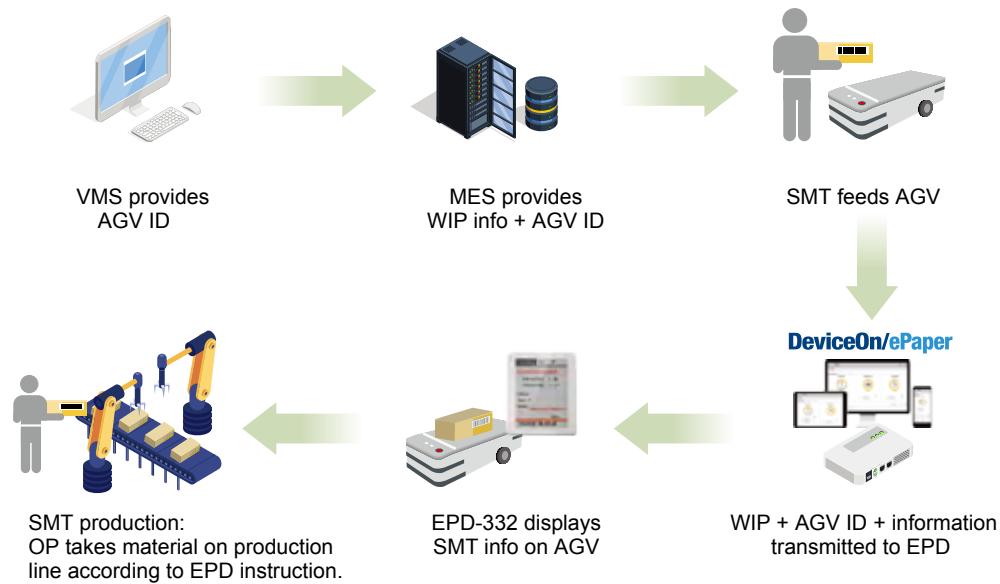 VMS provides
AGV ID
MES provides
WIP info + AGV ID
SMT feeds AGV
DeviceOn/ePaper
WIP + AGV ID + information
transmitted to EPD
EPD-332 displays
SMT info on AGV
SMT production:
OP takes material on production
line according to EPD instruction.